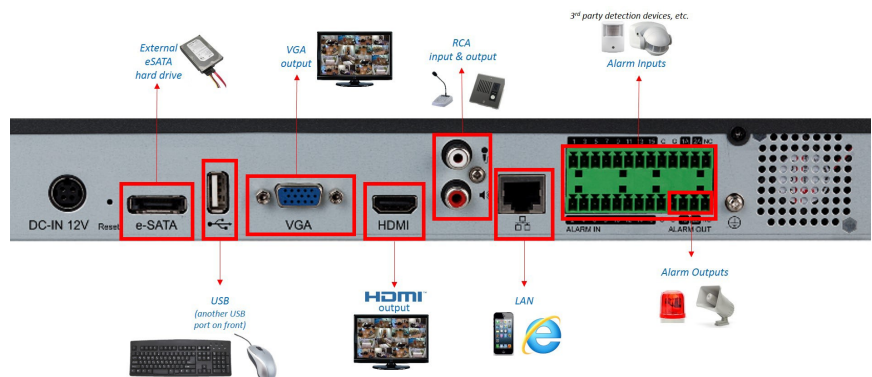 3rd party detection devices, etc.
External
eSATA
hard drive
VGA
output
RCA
input & output
Alarm Inputs
DC-IN 12V
Reset
e-SATA
VGA
HDMI
ALARM IN
ALARM OUT
USB
(another USB
port on front)
HDMI
output
LAN
Alarm Outputs